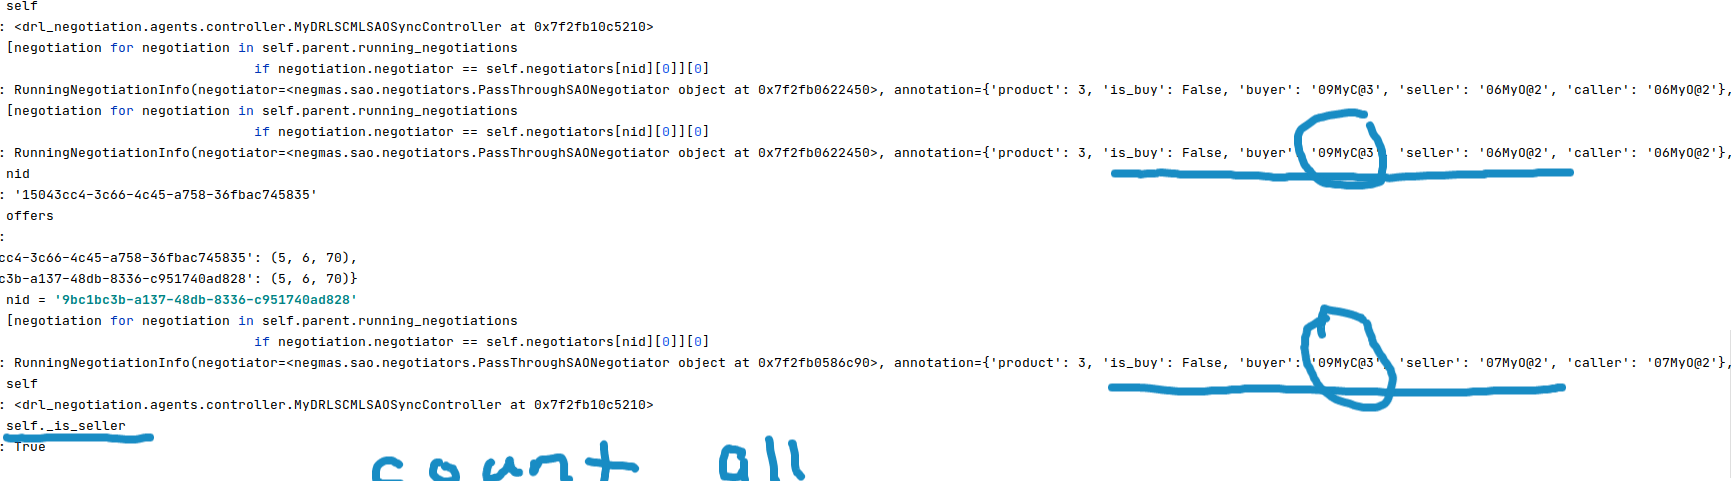 self
: <drl_negotiation.agents.controller.MyDRLSCMLSAOSyncController at 0x7f2fb10c5210>
[negotiation for negotiation in self.parent.running_negotiations
if negotiation.negotiator == self.negotiators[nid][0]][0]
: RunningNegotiationInfo(negotiator=<negmas.sao.negotiators.PassThroughSAONegotiator object at 0x7f2fb0622450>, annotation={'product': 3, 'is_buy': False, 'buyer': '09MyC@3', 'seller': '06MyO@2', 'caller': '06MyO@2'},
[negotiation for negotiation in self.parent.running_negotiations
if negotiation.negotiator == self.negotiators[nid][0]][0]
: RunningNegotiationInfo(negotiator=<negmas.sao.negotiators.PassThroughSAONegotiator object at 0x7f2fb0622450>, annotation={'product': 3, 'is_buy': False, 'buyer': '09MyC@3', 'seller': '06MyO@2', 'caller': '06MyO@2'},
nid
: '15043cc4-3c66-4c45-a758-36fbac745835'
offers
:
cc4-3c66-4c45-a758-36fbac745835': (5, 6, 70),
c3b-a137-48db-8336-c951740ad828': (5, 6, 70)}
nid = '9bc1bc3b-a137-48db-8336-c951740ad828'
[negotiation for negotiation in self.parent.running_negotiations
if negotiation.negotiator == self.negotiators[nid][0]][0]
: RunningNegotiationInfo(negotiator=<negmas.sao.negotiators.PassThroughSAONegotiator object at 0x7f2fb0586c90>, annotation={'product': 3, 'is_buy': False, 'buyer': '09MyC@3', 'seller': '07MyO@2', 'caller': '07MyO@2'},
self
: <drl_negotiation.agents.controller.MyDRLSCMLSAOSyncController at 0x7f2fb10c5210>
self._is_seller
: True
count all